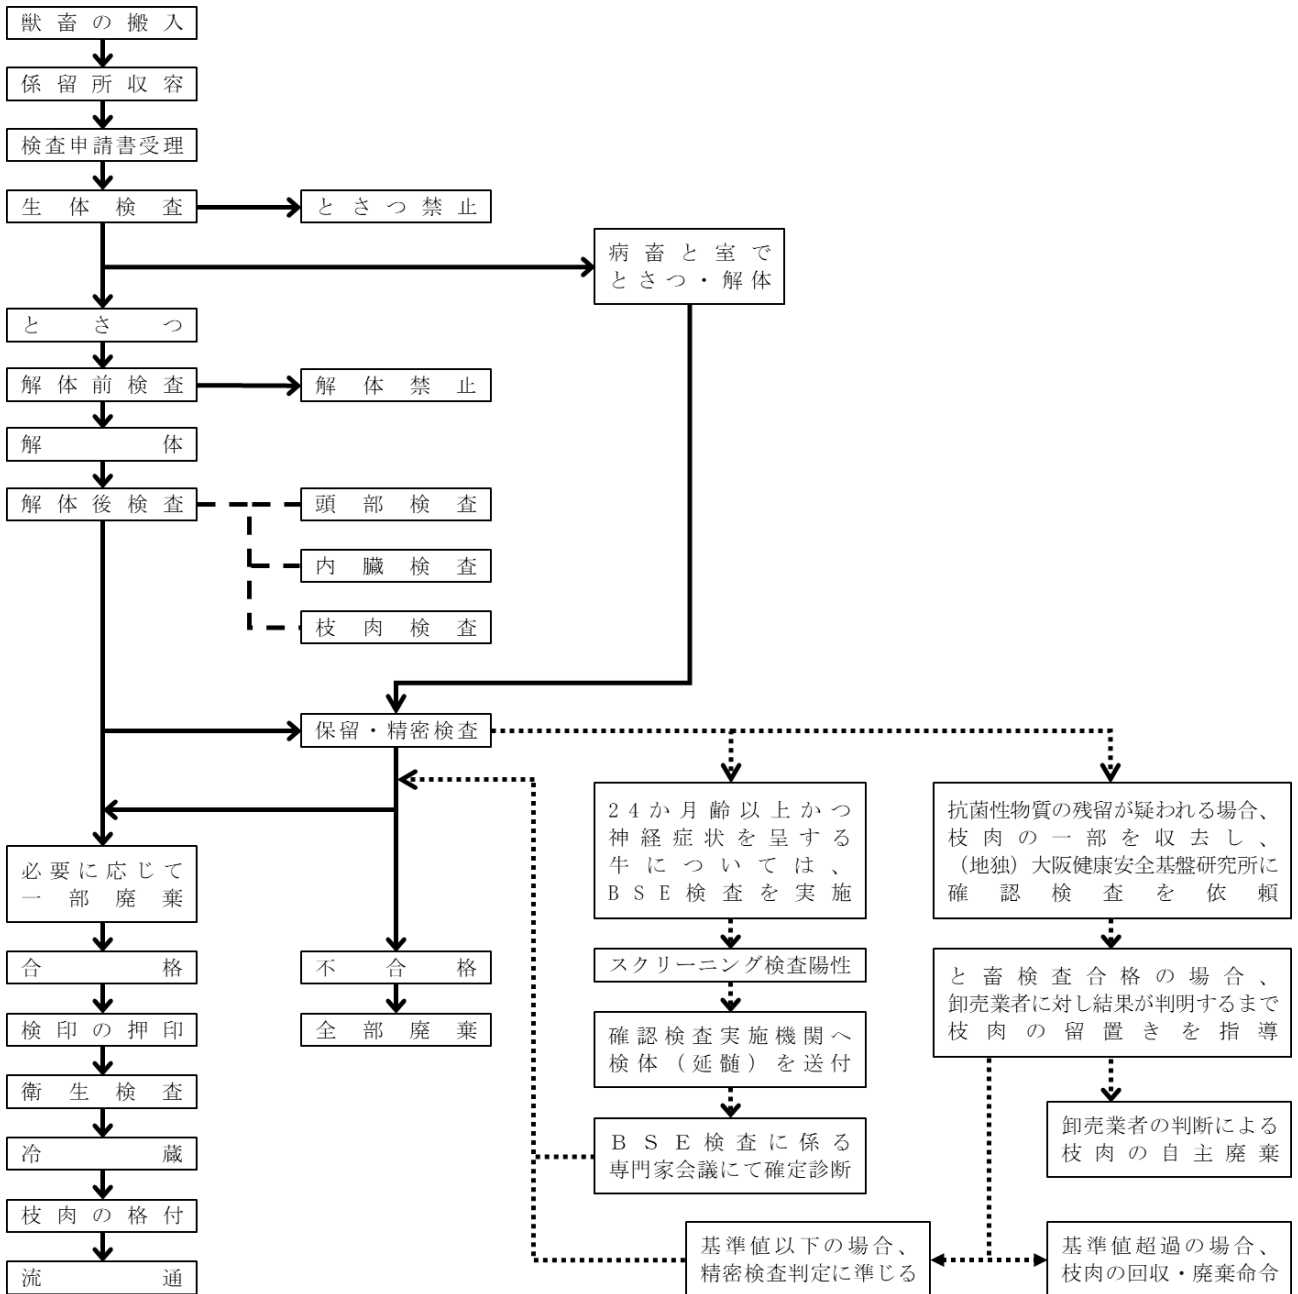 獣畜の搬入
係留所収容
検査申請書受理
生体検査
とさつ禁止
病畜と室で
とさつ・解体
とさつ
解体前検査
解体禁止
解体
解体後検査
頭部検査
内臓検査
枝肉検査
保留・精密検査
24か月齢以上かつ
神経症状を呈する
牛については、
BSE検査を実施
抗菌性物質の残留が疑われる場合、
枝肉の一部を収去し、
（地独）大阪健康安全基盤研究所に
確認検査を依頼
必要に応じて
一部廃棄
合格
不合格
スクリーニング検査陽性
と畜検査合格の場合、
卸売業者に対し結果が判明するまで
枝肉の留置きを指導
検印の押印
全部廃棄
確認検査実施機関へ
検体（延髄）を送付
衛生検査
冷蔵
BSE検査に係る
専門家会議にて確定診断
卸売業者の判断による
枝肉の自主廃棄
枝肉の格付
流通
基準値以下の場合、
精密検査判定に準じる
基準値超過の場合、
枝肉の回収・廃棄命令